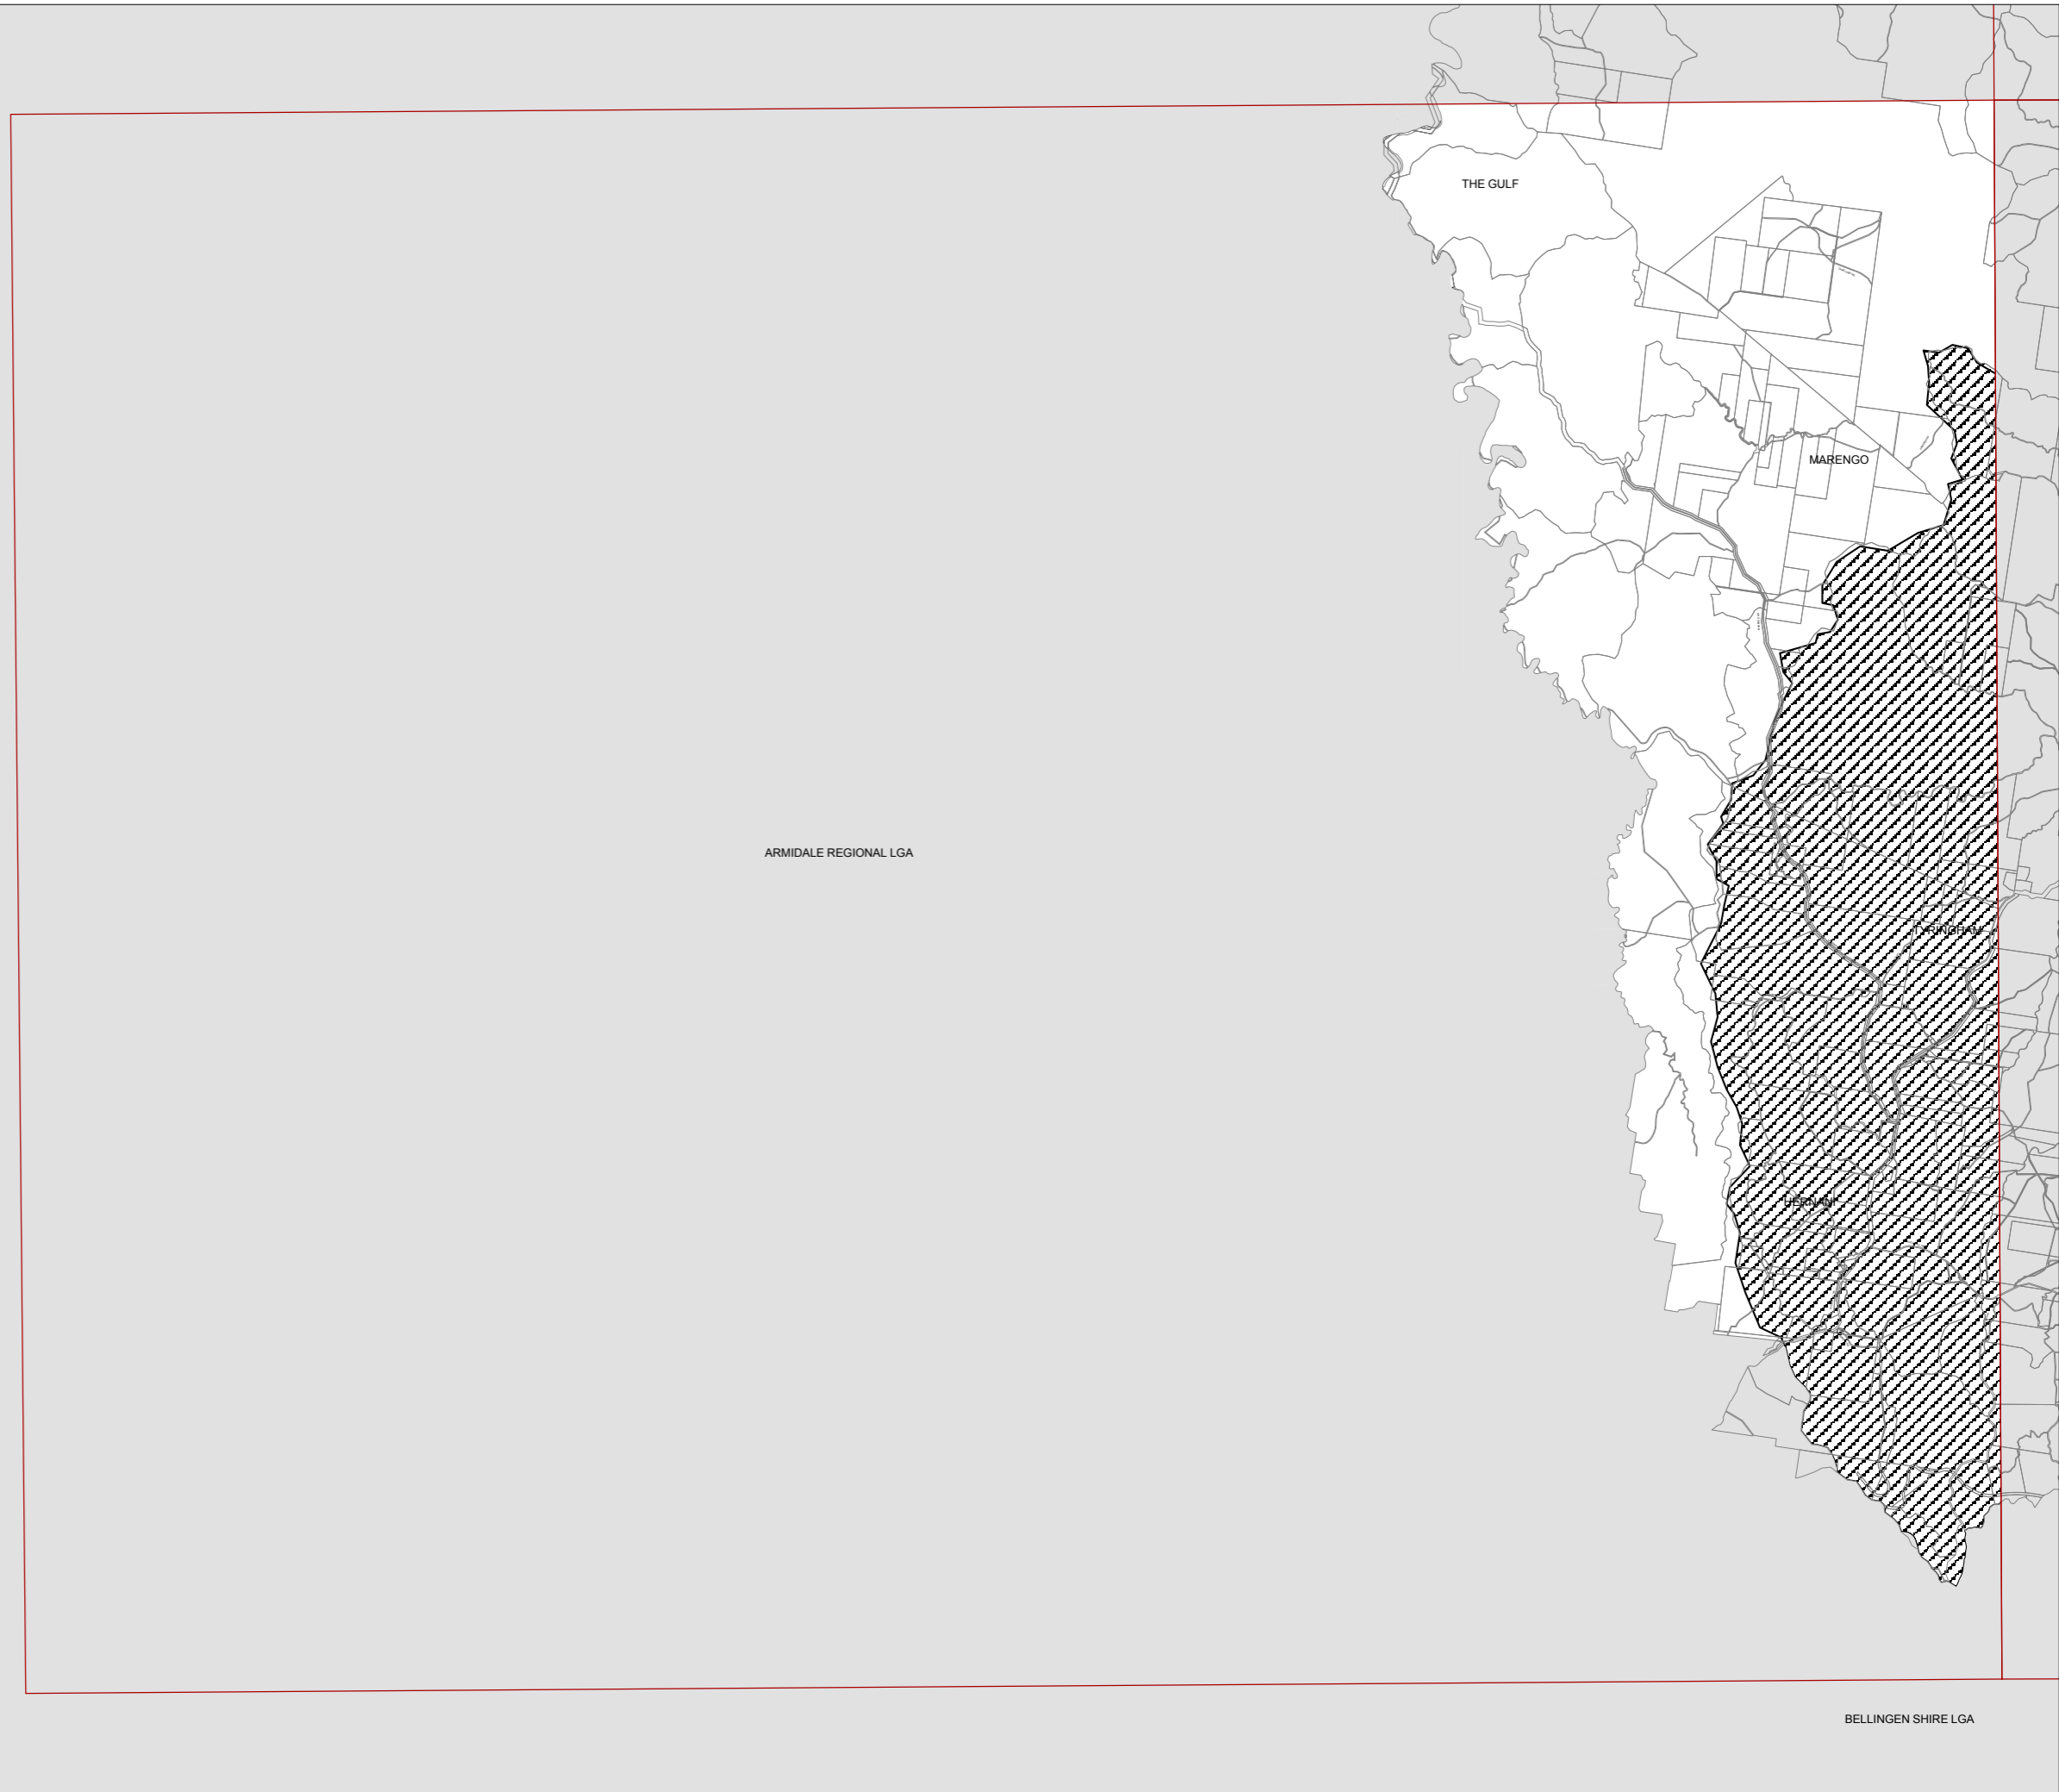 THE GULF
MARENGO
ARMIDALE REGIONAL LGA
TYRINGHAM
HERNANI
BELLINGEN SHIRE LGA